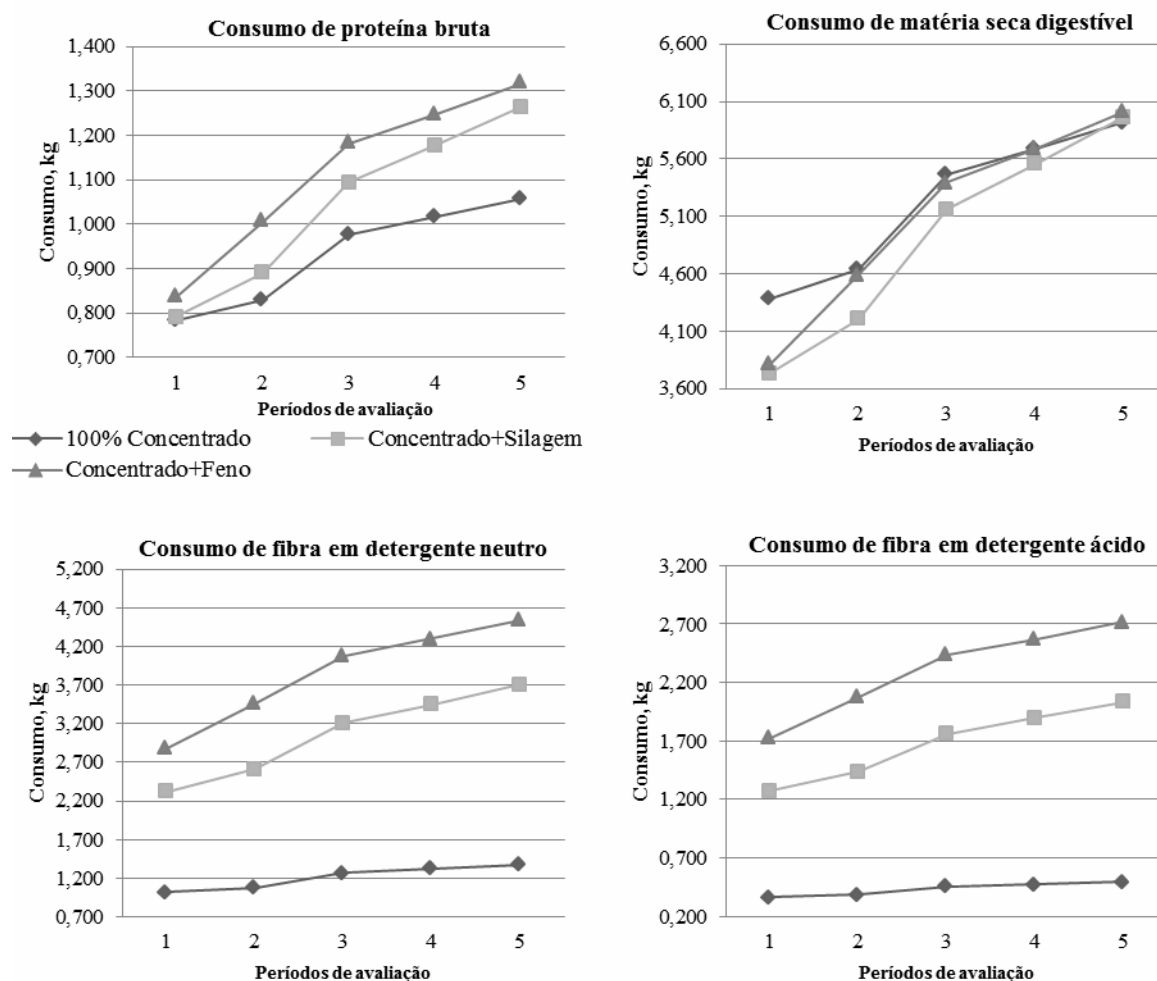 Consumo de proteína bruta
1,400
1,300
1,200
1,100
1,000
0,900
0,800
0,700
Consumo, kg
1 2 3 4 5
Períodos de avaliação
Consumo de matéria seca digestível
6,600
6,100
5,600
5,100
4,600
4,100
3,600
Consumo, kg
1 2 3 4 5
Períodos de avaliação
100% Concentrado
Concentrado+Silagem
Concentrado+Feno
Consumo de fibra em detergente neutro
5,200
4,700
4,200
3,700
3,200
2,700
2,200
1,700
1,200
0,700
Consumo, kg
1 2 3 4 5
Períodos de avaliação
Consumo de fibra em detergente ácido
3,200
2,700
2,200
1,700
1,200
0,700
0,200
Consumo, kg
1 2 3 4 5
Períodos de avaliação